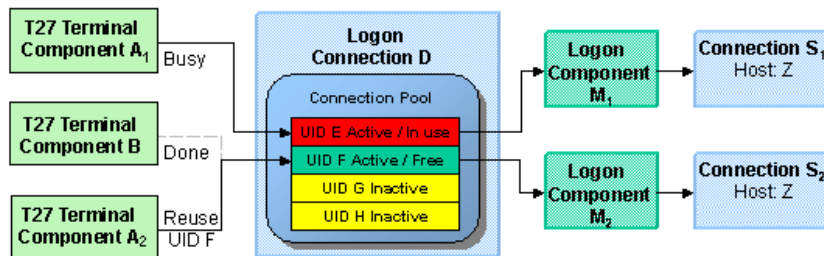 T27 Terminal
Component A1
Busy
T27 Terminal
Component B
Done
T27 Terminal
Component A2
Reuse
UID F
Logon
Connection D
Connection Pool
UID E Active / In use
UID F Active / Free
UID G Inactive
UID H Inactive
Logon
Component
M1
Connection S1
Host: Z
Logon
Component
M2
Connection S2
Host: Z